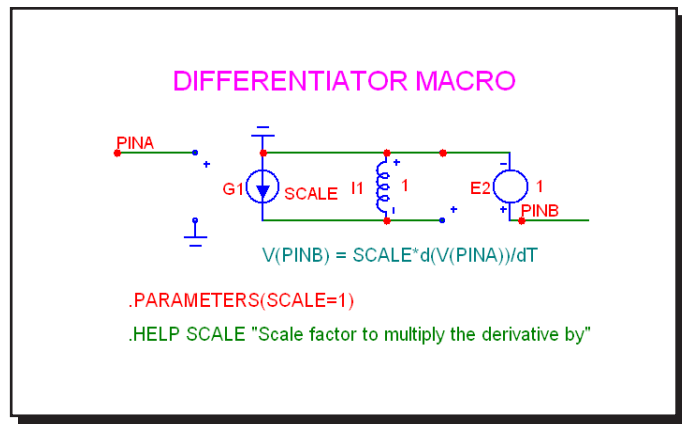 DIFFERENTIATOR MACRO
PINA
G1
SCALE
I1
1
E2
1
PINB
V(PINB) = SCALE*d(V(PINA))/dT
.PARAMETERS(SCALE=1)
.HELP SCALE "Scale factor to multiply the derivative by"